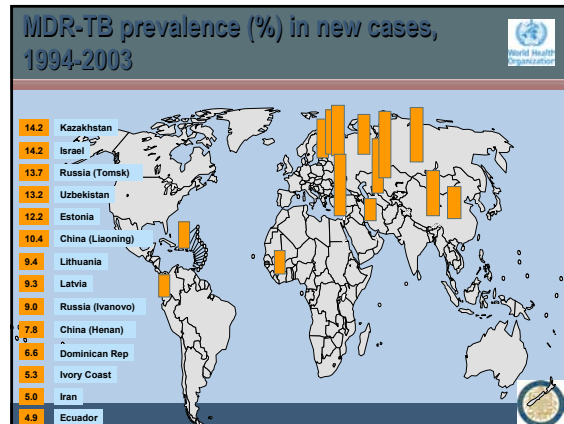 MDR-TB prevalence (%) in new cases,
1994-2003
World Health
Organization
14.2 Kazakhstan
14.2 Israel
13.7 Russia (Tomsk)
13.2 Uzbekistan
12.2 Estonia
10.4 China (Liaoning)
9.4 Lithuania
9.3 Latvia
9.0 Russia (Ivanovo)
7.8 China (Henan)
6.6 Dominican Rep
5.3 Ivory Coast
5.0 Iran
4.9 Ecuador